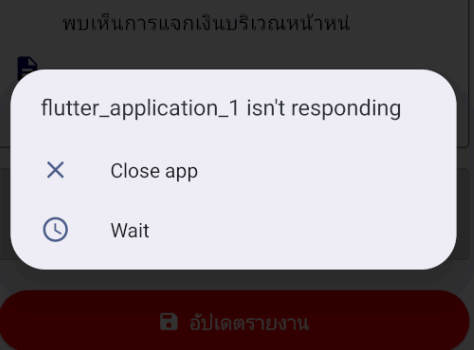 พบเห็นการแจกเงินบริเวณหน้าหน่
flutter_application_1 isn't responding
Close app
Wait
อัปเดตรายงาน